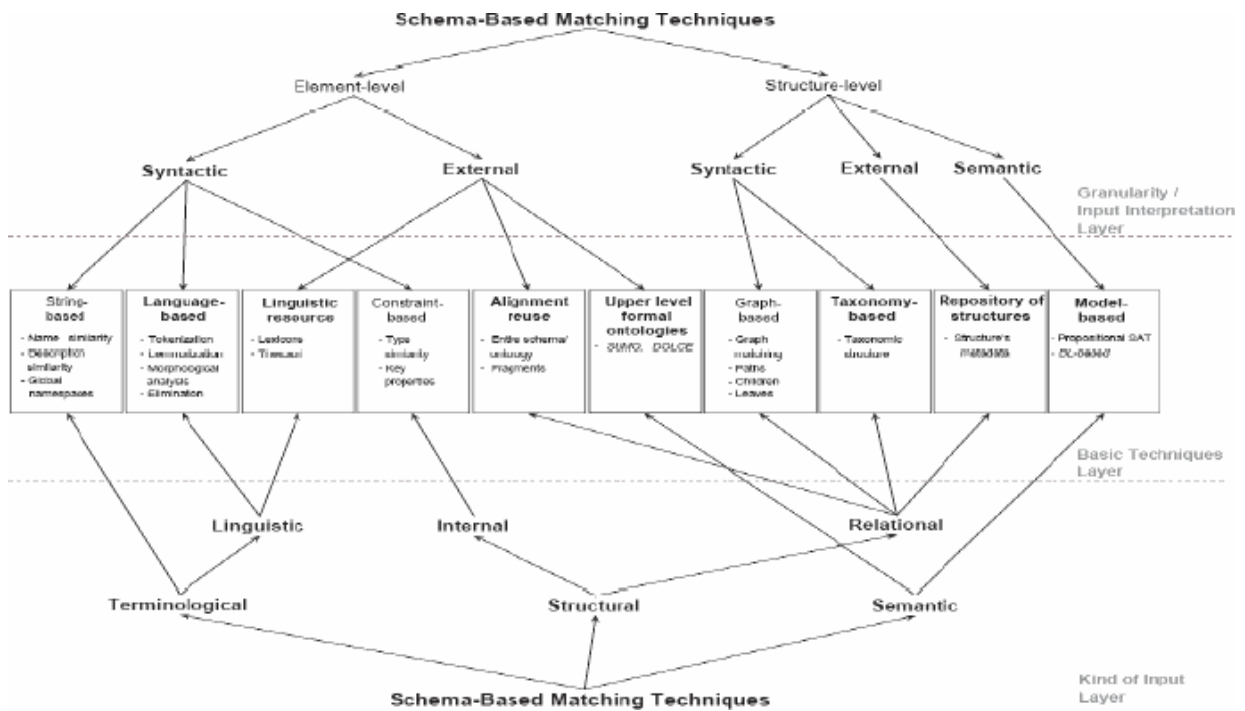 Schema-Based Matching Techniques
Element-level
Structure-level
Syntactic
External
Syntactic
External
Semantic
Granularity /
Input Interpretation
Layer
String-
based
- Name similarity
- Description
similarity
- Global
namespaces
Language-
based
- Tokenization
- Lemmatization
- Morphological
analysis
- Elimination
Linguistic
resource
- Lexicons
- Thesauri
Constraint-
based
- Type
similarity
- Key
properties
Alignment
reuse
- Entire schema/
ontology
- Fragments
Upper level
formal
ontologies
- SUMO, DOLCE
Graph-
based
- Graph
matching
- Paths
- Children
- Leaves
Taxonomy-
based
- Taxonomic
structure
Repository of
structures
- Structure's
metadata
Model-
based
- Propositional SAT
- DL-based
Basic Techniques
Layer
Linguistic
Internal
Relational
Terminological
Structural
Semantic
Schema-Based Matching Techniques
Kind of Input
Layer